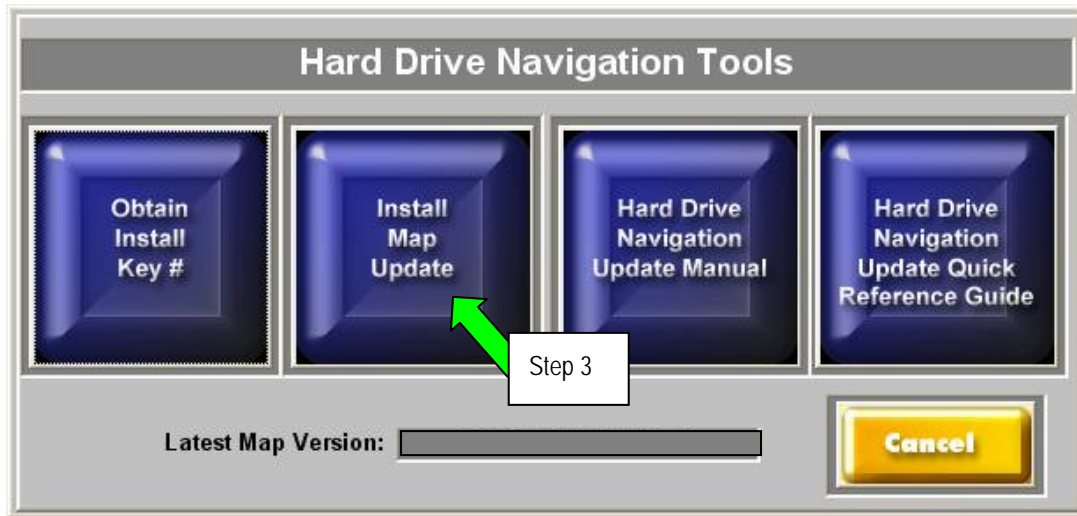 Hard Drive Navigation Tools
Obtain
Install
Key #
Install
Map
Update
Hard Drive
Navigation
Update Manual
Hard Drive
Navigation
Update Quick
Reference Guide
Step 3
Latest Map Version:
Cancel